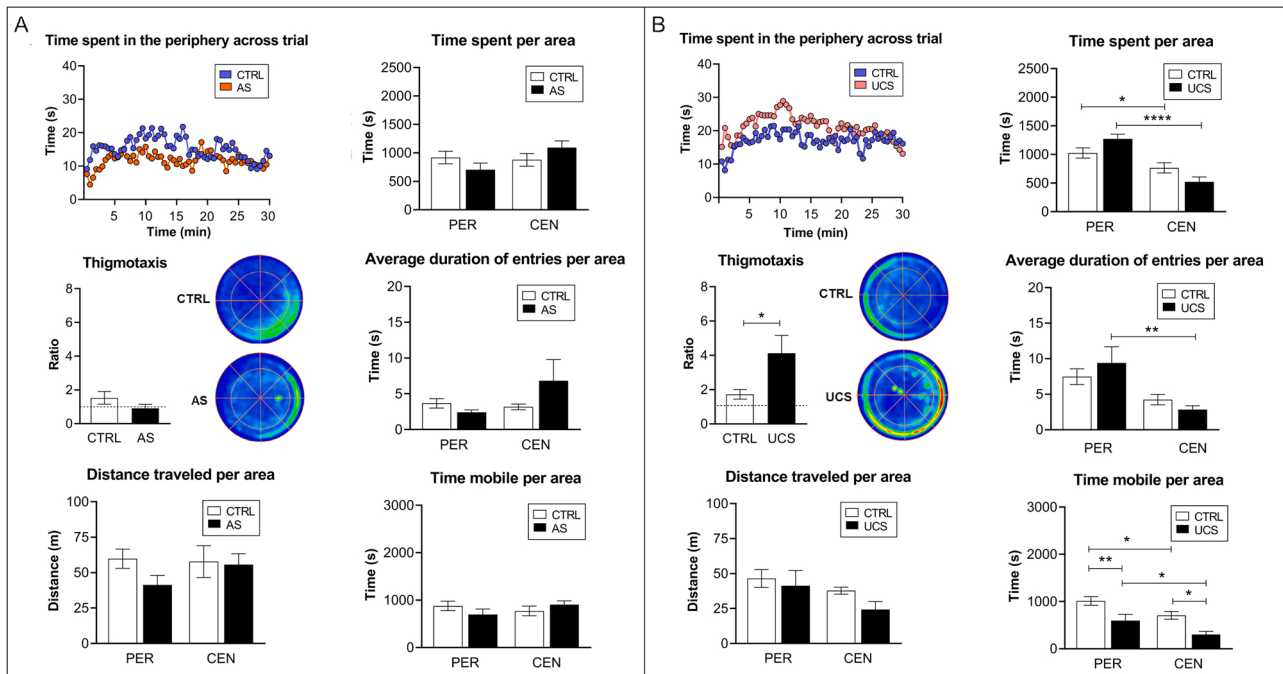 A
Time spent in the periphery across trial
CTRL
AS
Time (s)
40
30
20
10
0
5 10 15 20 25 30
Time (min)
Time spent per area
CTRL
AS
Time (s)
2500
2000
1500
1000
500
0
PER CEN
Thigmotaxis
Ratio
8
6
4
2
0
CTRL AS
CTRL
AS
Average duration of entries per area
CTRL
AS
Time (s)
20
15
10
5
0
PER CEN
Distance traveled per area
CTRL
AS
Distance (m)
100
75
50
25
0
PER CEN
Time mobile per area
CTRL
AS
Time (s)
3000
2000
1000
0
PER CEN
B
Time spent in the periphery across trial
CTRL
UCS
Time (s)
40
30
20
10
0
5 10 15 20 25 30
Time (min)
Time spent per area
CTRL
UCS
Time (s)
2500
2000
1500
1000
500
0
*
****
PER CEN
Thigmotaxis
Ratio
8
6
4
2
0
*
CTRL UCS
CTRL
UCS
Average duration of entries per area
CTRL
UCS
Time (s)
20
15
10
5
0
**
PER CEN
Distance traveled per area
CTRL
UCS
Distance (m)
100
75
50
25
0
PER CEN
Time mobile per area
CTRL
UCS
Time (s)
3000
2000
1000
0
*
**
*
*
PER CEN